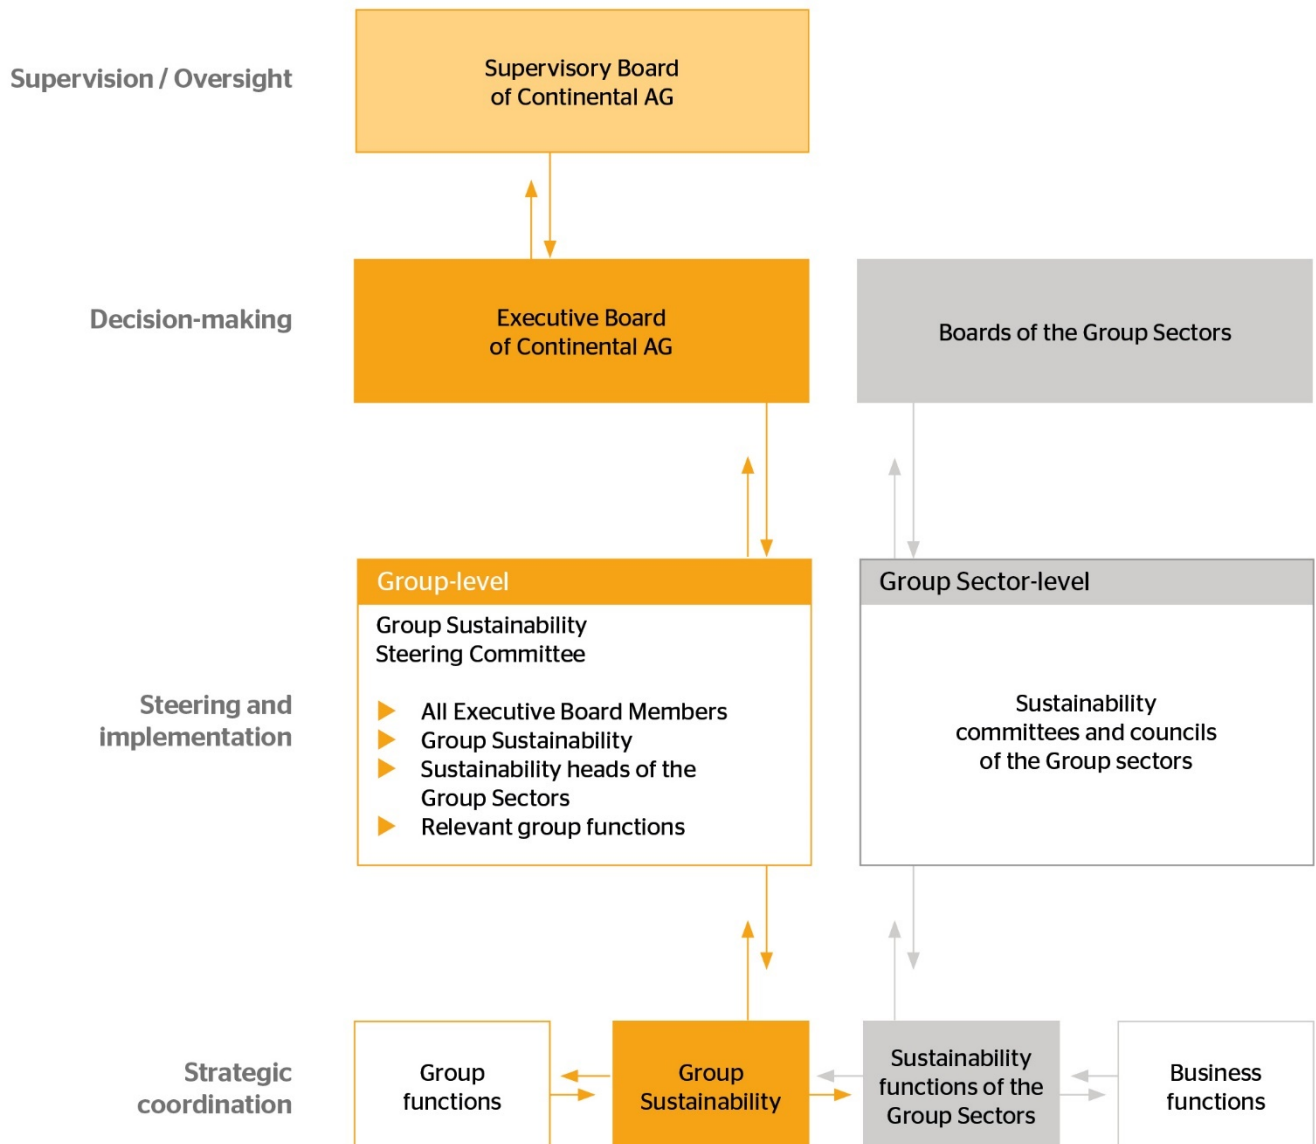 Supervision / Oversight
Supervisory Board
of Continental AG
Decision-making
Executive Board
of Continental AG
Boards of the Group Sectors
Steering and
implementation
Group-level
Group Sustainability
Steering Committee
All Executive Board Members
Group Sustainability
Sustainability heads of the
Group Sectors
Relevant group functions
Group Sector-level
Sustainability
committees and councils
of the Group sectors
Strategic
coordination
Group
functions
Group
Sustainability
Sustainability
functions of the
Group Sectors
Business
functions